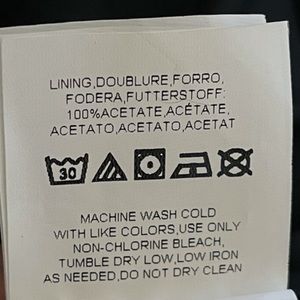 LINING,DOUBLURE,FORRO,
FODERA,FUTTERSTOFF:
100%ACETATE,ACÉTATE,
ACETATO,ACETATO,ACETAT
30
MACHINE WASH COLD
WITH LIKE COLORS,USE ONLY
NON-CHLORINE BLEACH,
TUMBLE DRY LOW,LOW IRON
AS NEEDED,DO NOT DRY CLEAN